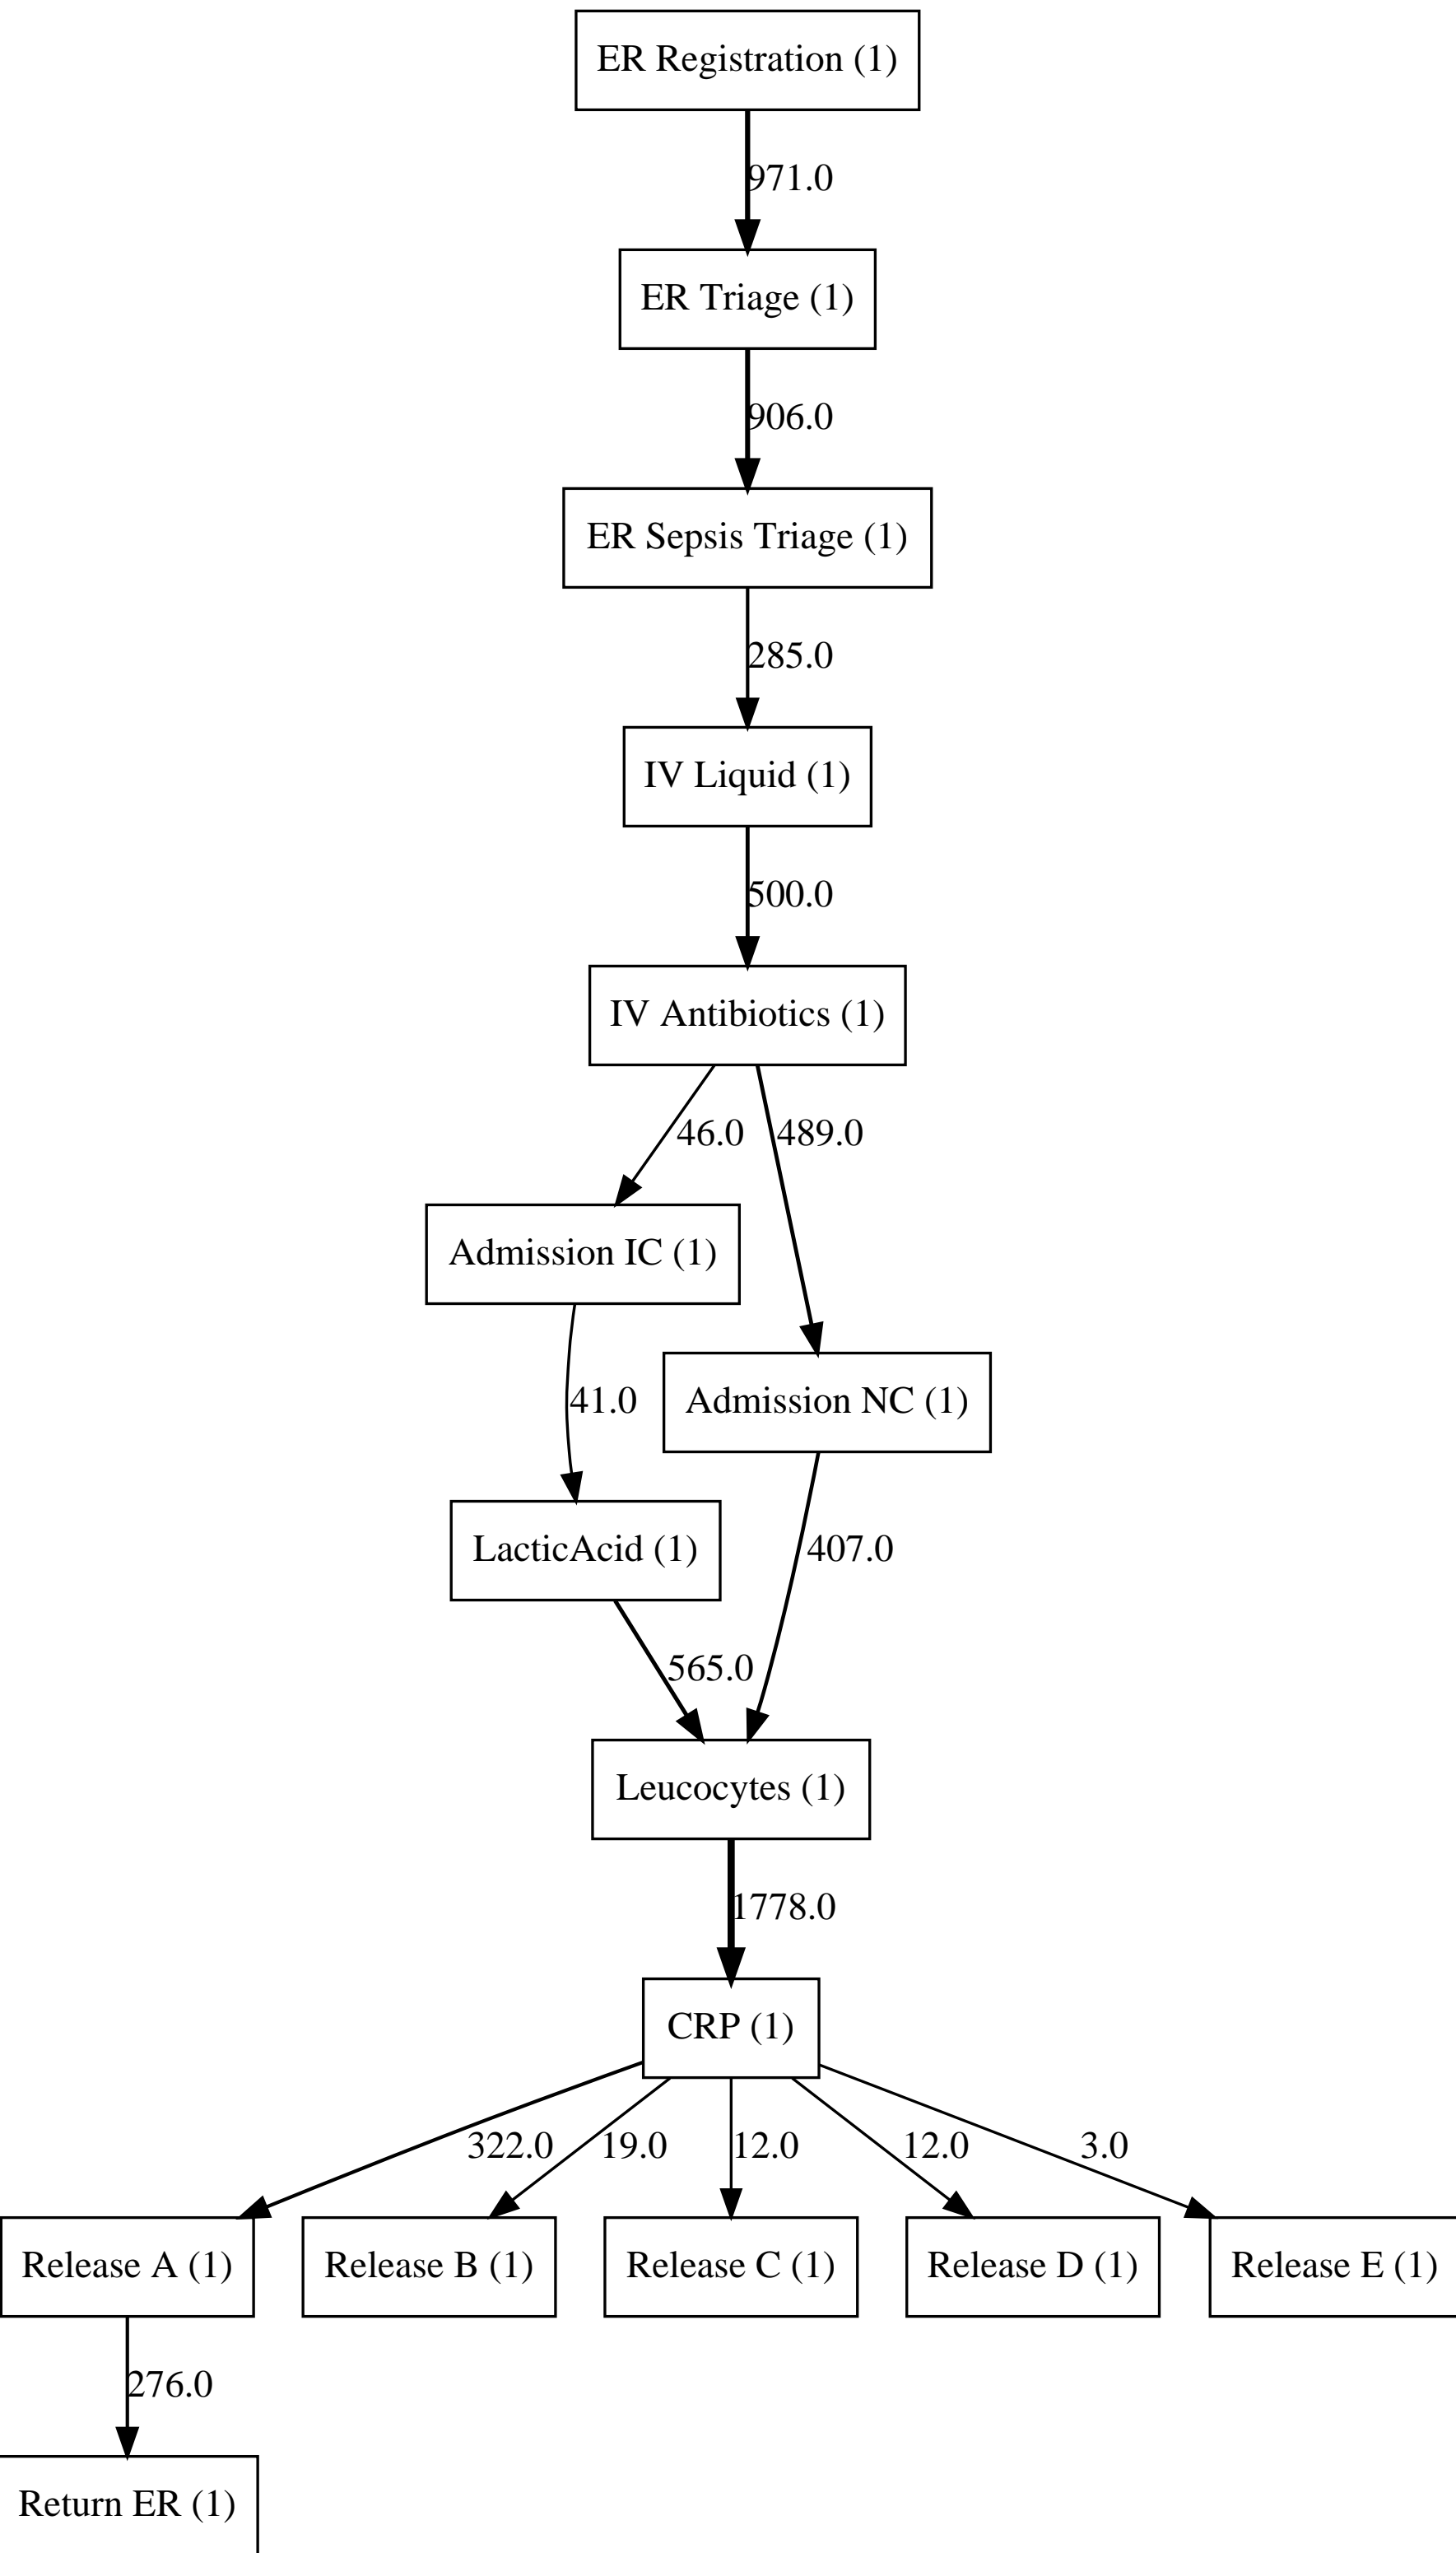 ER Registration (1)
971.0
ER Triage (1)
906.0
ER Sepsis Triage (1)
285.0
IV Liquid (1)
500.0
IV Antibiotics (1)
46.0
489.0
Admission IC (1)
41.0
Admission NC (1)
LacticAcid (1)
407.0
565.0
Leucocytes (1)
1778.0
CRP (1)
322.0
19.0
12.0
12.0
3.0
Release A (1)
Release B (1)
Release C (1)
Release D (1)
Release E (1)
276.0
Return ER (1)